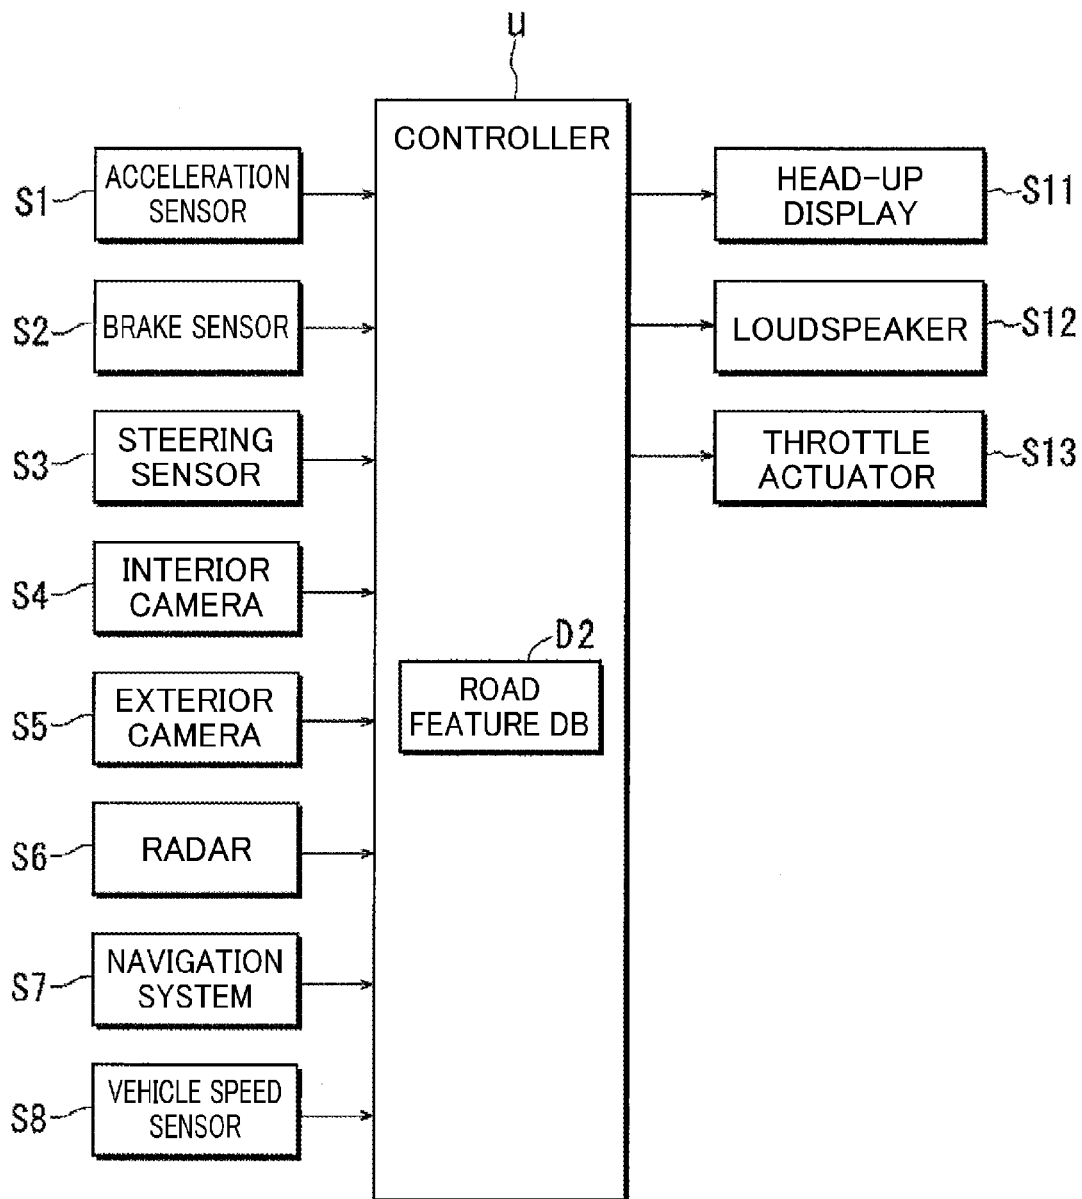 u
CONTROLLER
S1
ACCELERATION
SENSOR
HEAD-UP
DISPLAY
S11
S2
BRAKE SENSOR
LOUDSPEAKER
S12
S3
STEERING
SENSOR
THROTTLE
ACTUATOR
S13
S4
INTERIOR
CAMERA
D2
S5
EXTERIOR
CAMERA
ROAD
FEATURE DB
S6
RADAR
S7
NAVIGATION
SYSTEM
S8
VEHICLE SPEED
SENSOR